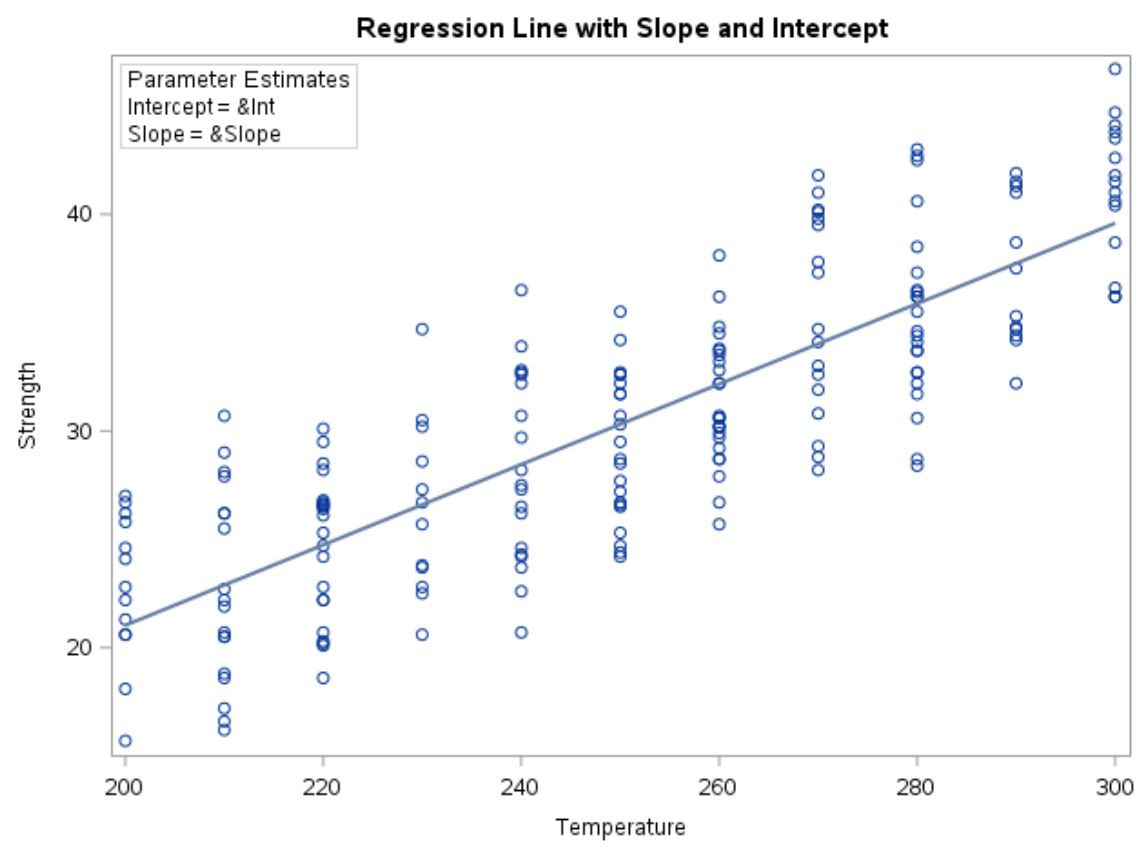 Regression Line with Slope and Intercept
Parameter Estimates
Intercept = &Int
Slope = &Slope
40
30
20
Strength
200
220
240
260
280
300
Temperature